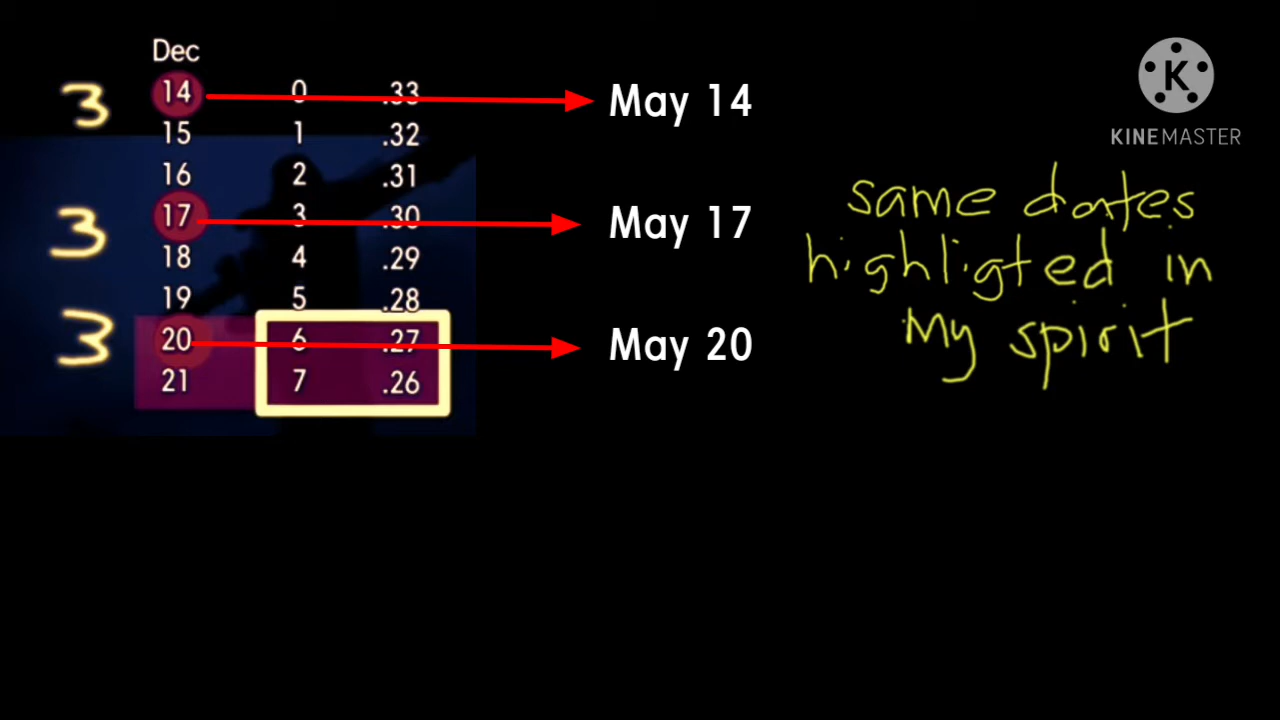 Dec
3 14 0 .33 May 14
15 1 .32
16 2 .31
3 17 3 .30 May 17
18 4 .29
19 5 .28
3 20 6 .27 May 20
21 7 .26
K
KINEMASTER
same dates
highligted in
My spirit